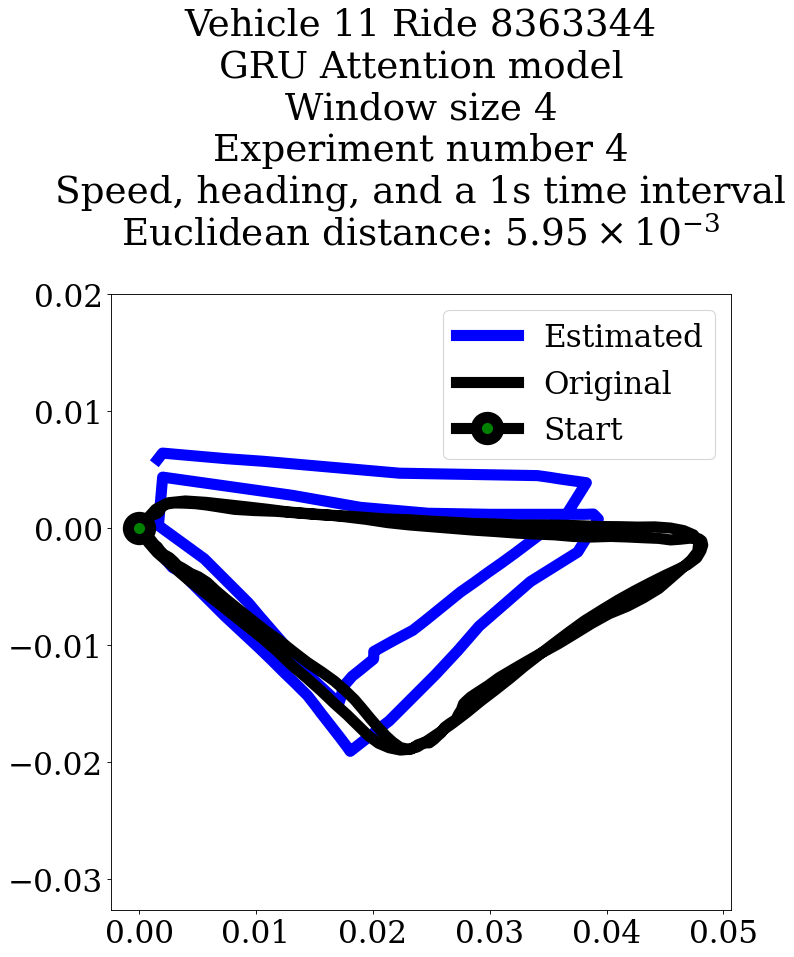 Vehicle 11 Ride 8363344
GRU Attention model
Window size 4
Experiment number 4
Speed, heading, and a 1s time interval
Euclidean distance: 5.95 × 10⁻³
0.02
0.01
0.00
−0.01
−0.02
−0.03
Estimated
Original
Start
0.00 0.01 0.02 0.03 0.04 0.05